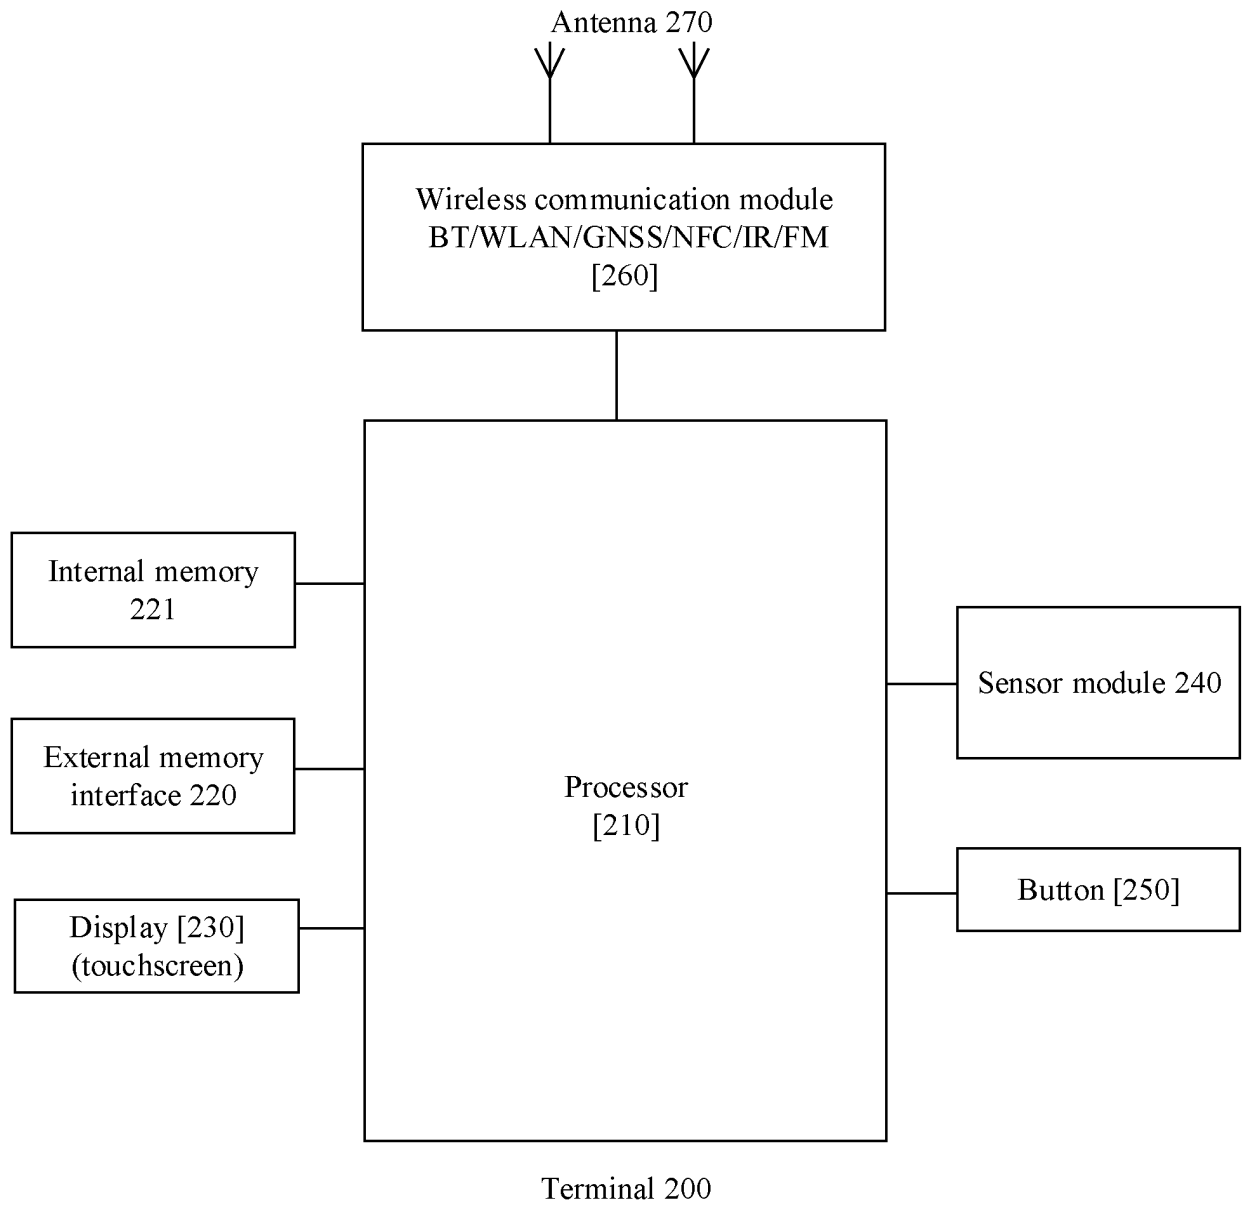 Antenna 270
Wireless communication module
BT/WLAN/GNSS/NFC/IR/FM
[260]
Internal memory
221
External memory
interface 220
Display [230]
(touchscreen)
Processor
[210]
Sensor module 240
Button [250]
Terminal 200